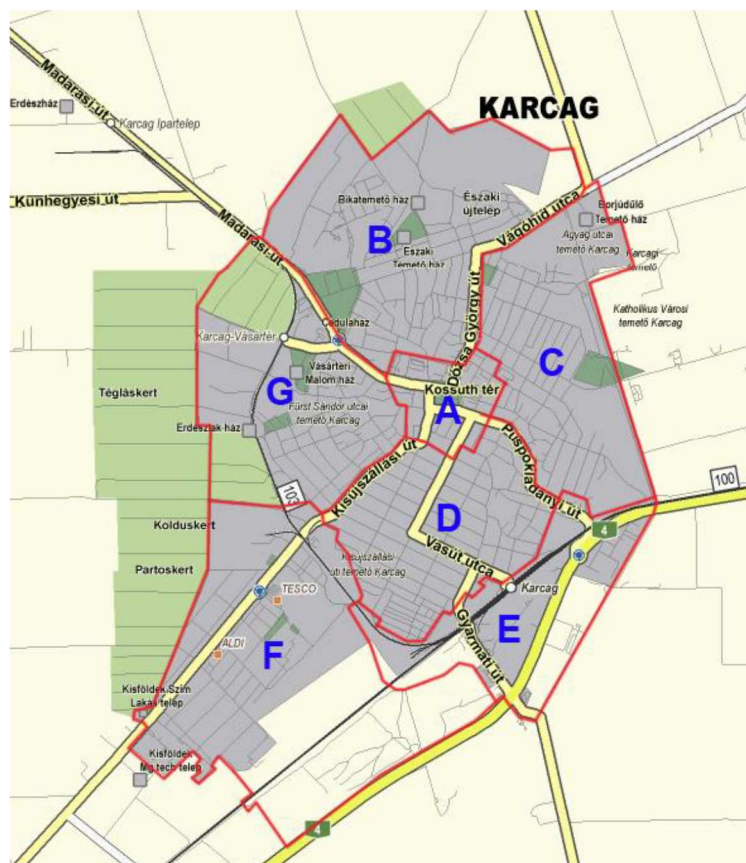 KARCAG
Madarasi út
Erdészház
Karcag Ipartelep
Kunhegyesi út
Madarasi út
Bikatemető ház
Északi
újtelep
Vágóhíd utca
Borjúdűlő
Temető ház
Agyag utcai
temető Karcag
B
Északi
Temető ház
Karcagi
temető
Dózsa György út
Katholikus Városi
temető Karcag
Cédulaház
Karcag-Vásártér
C
Vásártéri
Malom ház
Kossuth tér
Tégláskert
G
A
Fürst Sándor utcai
temető Karcag
Erdészlak-ház
Püspökladányi út
Kisújszállási út
103
100
D
4
Kolduskert
Vasút utca
Kisújszállási
úti temető Karcag
Partoskert
Karcag
TESCO
E
F
Gyarmati út
ALDI
Kisföldek Szim
Lakás telep
Kisföldek
Mg.tech telep
4